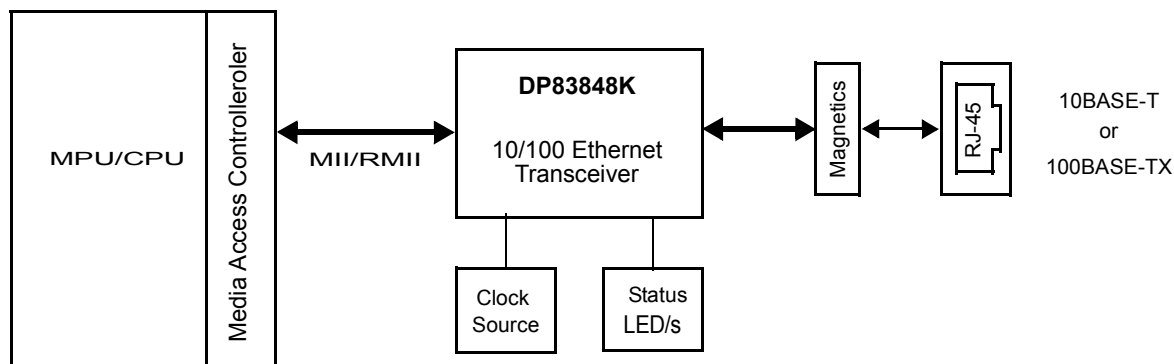 MPU/CPU
Media Access Controlleroler
MII/RMII
DP83848K
10/100 Ethernet
Transceiver
Clock
Source
Status
LED/s
Magnetics
RJ-45
10BASE-T
or
100BASE-TX